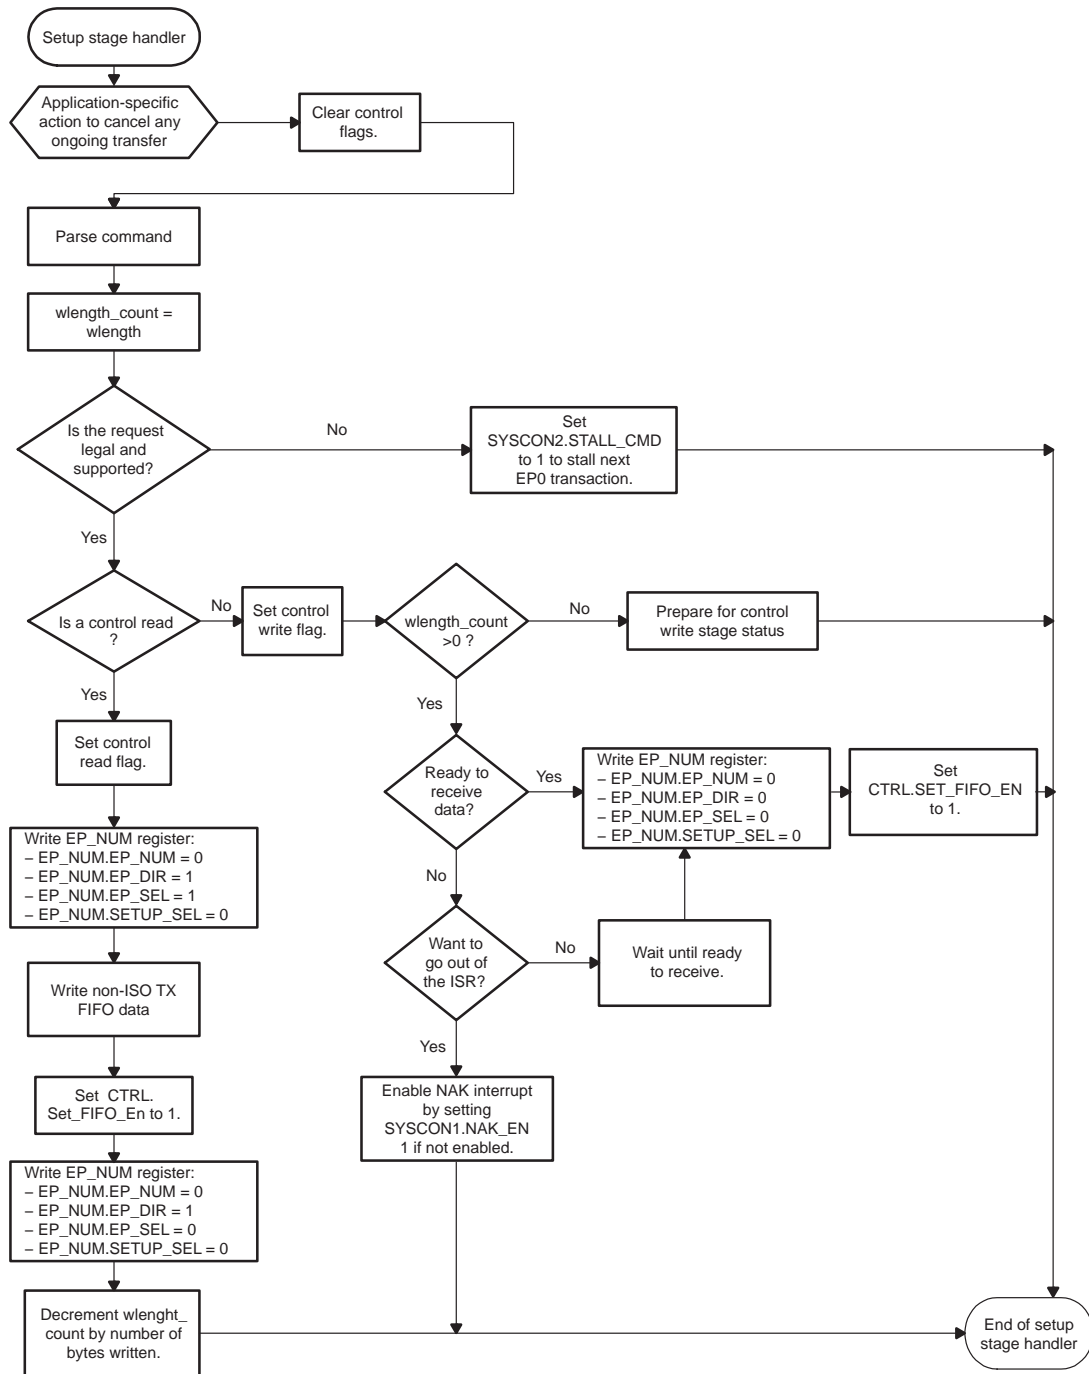 Setup stage handler
Application-specific
action to cancel any
ongoing transfer
Clear control
flags.
Parse command
wlength_count =
wlength
Is the request
legal and
supported?
No
Set
SYSCON2.STALL_CMD
to 1 to stall next
EP0 transaction.
Yes
Is a control read
?
No
Set control
write flag.
wlength_count
>0 ?
No
Prepare for control
write stage status
Yes
Yes
Set control
read flag.
Ready to
receive
data?
Yes
Write EP_NUM register:
– EP_NUM.EP_NUM = 0
– EP_NUM.EP_DIR = 0
– EP_NUM.EP_SEL = 0
– EP_NUM.SETUP_SEL = 0
Set
CTRL.SET_FIFO_EN
to 1.
Write EP_NUM register:
– EP_NUM.EP_NUM = 0
– EP_NUM.EP_DIR = 1
– EP_NUM.EP_SEL = 1
– EP_NUM.SETUP_SEL = 0
No
Want to
go out of
the ISR?
No
Wait until ready
to receive.
Write non-ISO TX
FIFO data
Yes
Set CTRL.
Set_FIFO_En to 1.
Enable NAK interrupt
by setting
SYSCON1.NAK_EN
1 if not enabled.
Write EP_NUM register:
– EP_NUM.EP_NUM = 0
– EP_NUM.EP_DIR = 1
– EP_NUM.EP_SEL = 0
– EP_NUM.SETUP_SEL = 0
Decrement wlenght_
count by number of
bytes written.
End of setup
stage handler